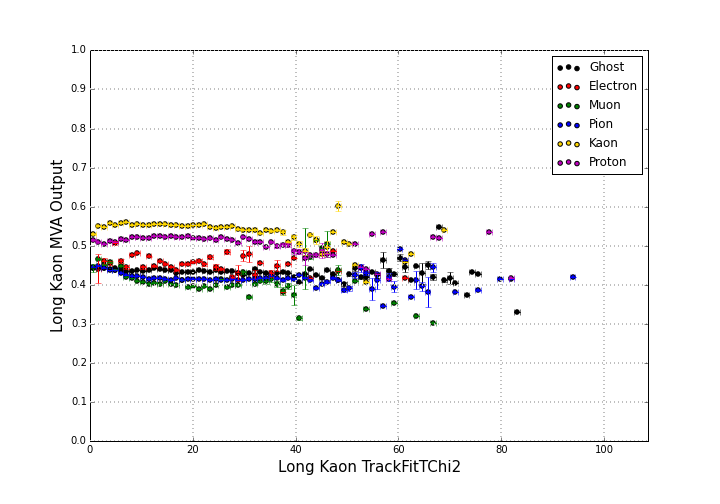 1.0
0.9
0.8
0.7
0.6
0.5
0.4
0.3
0.2
0.1
0.0
Long Kaon MVA Output
Ghost
Electron
Muon
Pion
Kaon
Proton
0 20 40 60 80 100
Long Kaon TrackFitTChi2